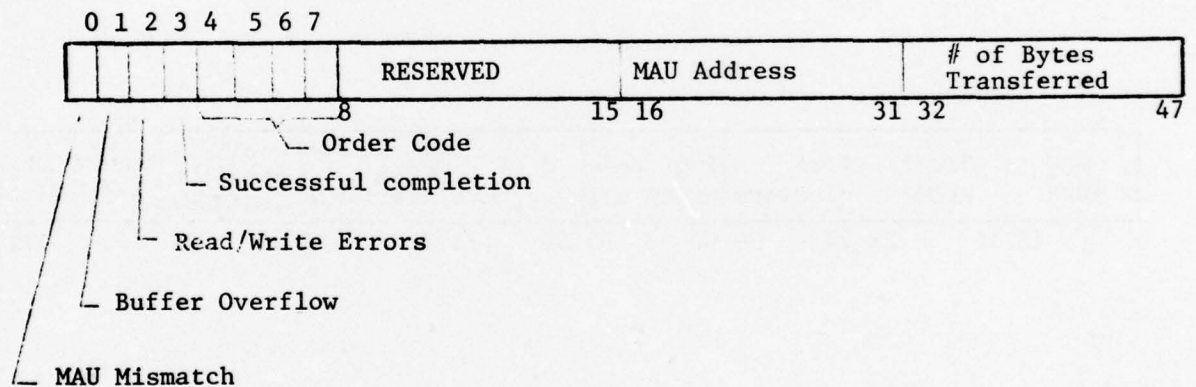 0 1 2 3 4 5 6 7
RESERVED MAU Address # of Bytes
Transferred
8 15 16 31 32 47
Order Code
Successful completion
Read/Write Errors
Buffer Overflow
MAU Mismatch